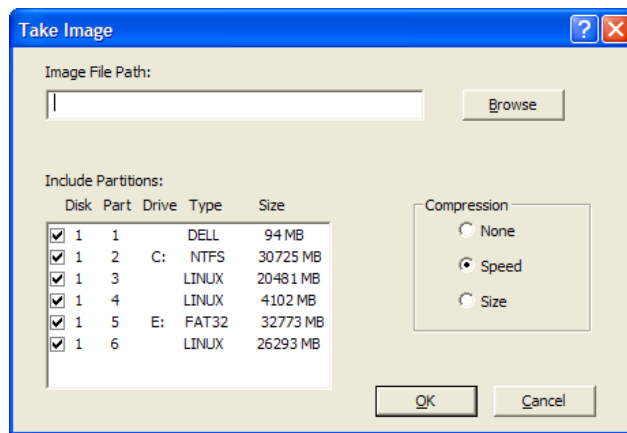 Take Image
Image File Path:
Browse
Include Partitions:
Disk Part Drive Type Size
1 1 DELL 94 MB
1 2 C: NTFS 30725 MB
1 3 LINUX 20481 MB
1 4 LINUX 4102 MB
1 5 E: FAT32 32773 MB
1 6 LINUX 26293 MB
Compression
None
Speed
Size
OK Cancel